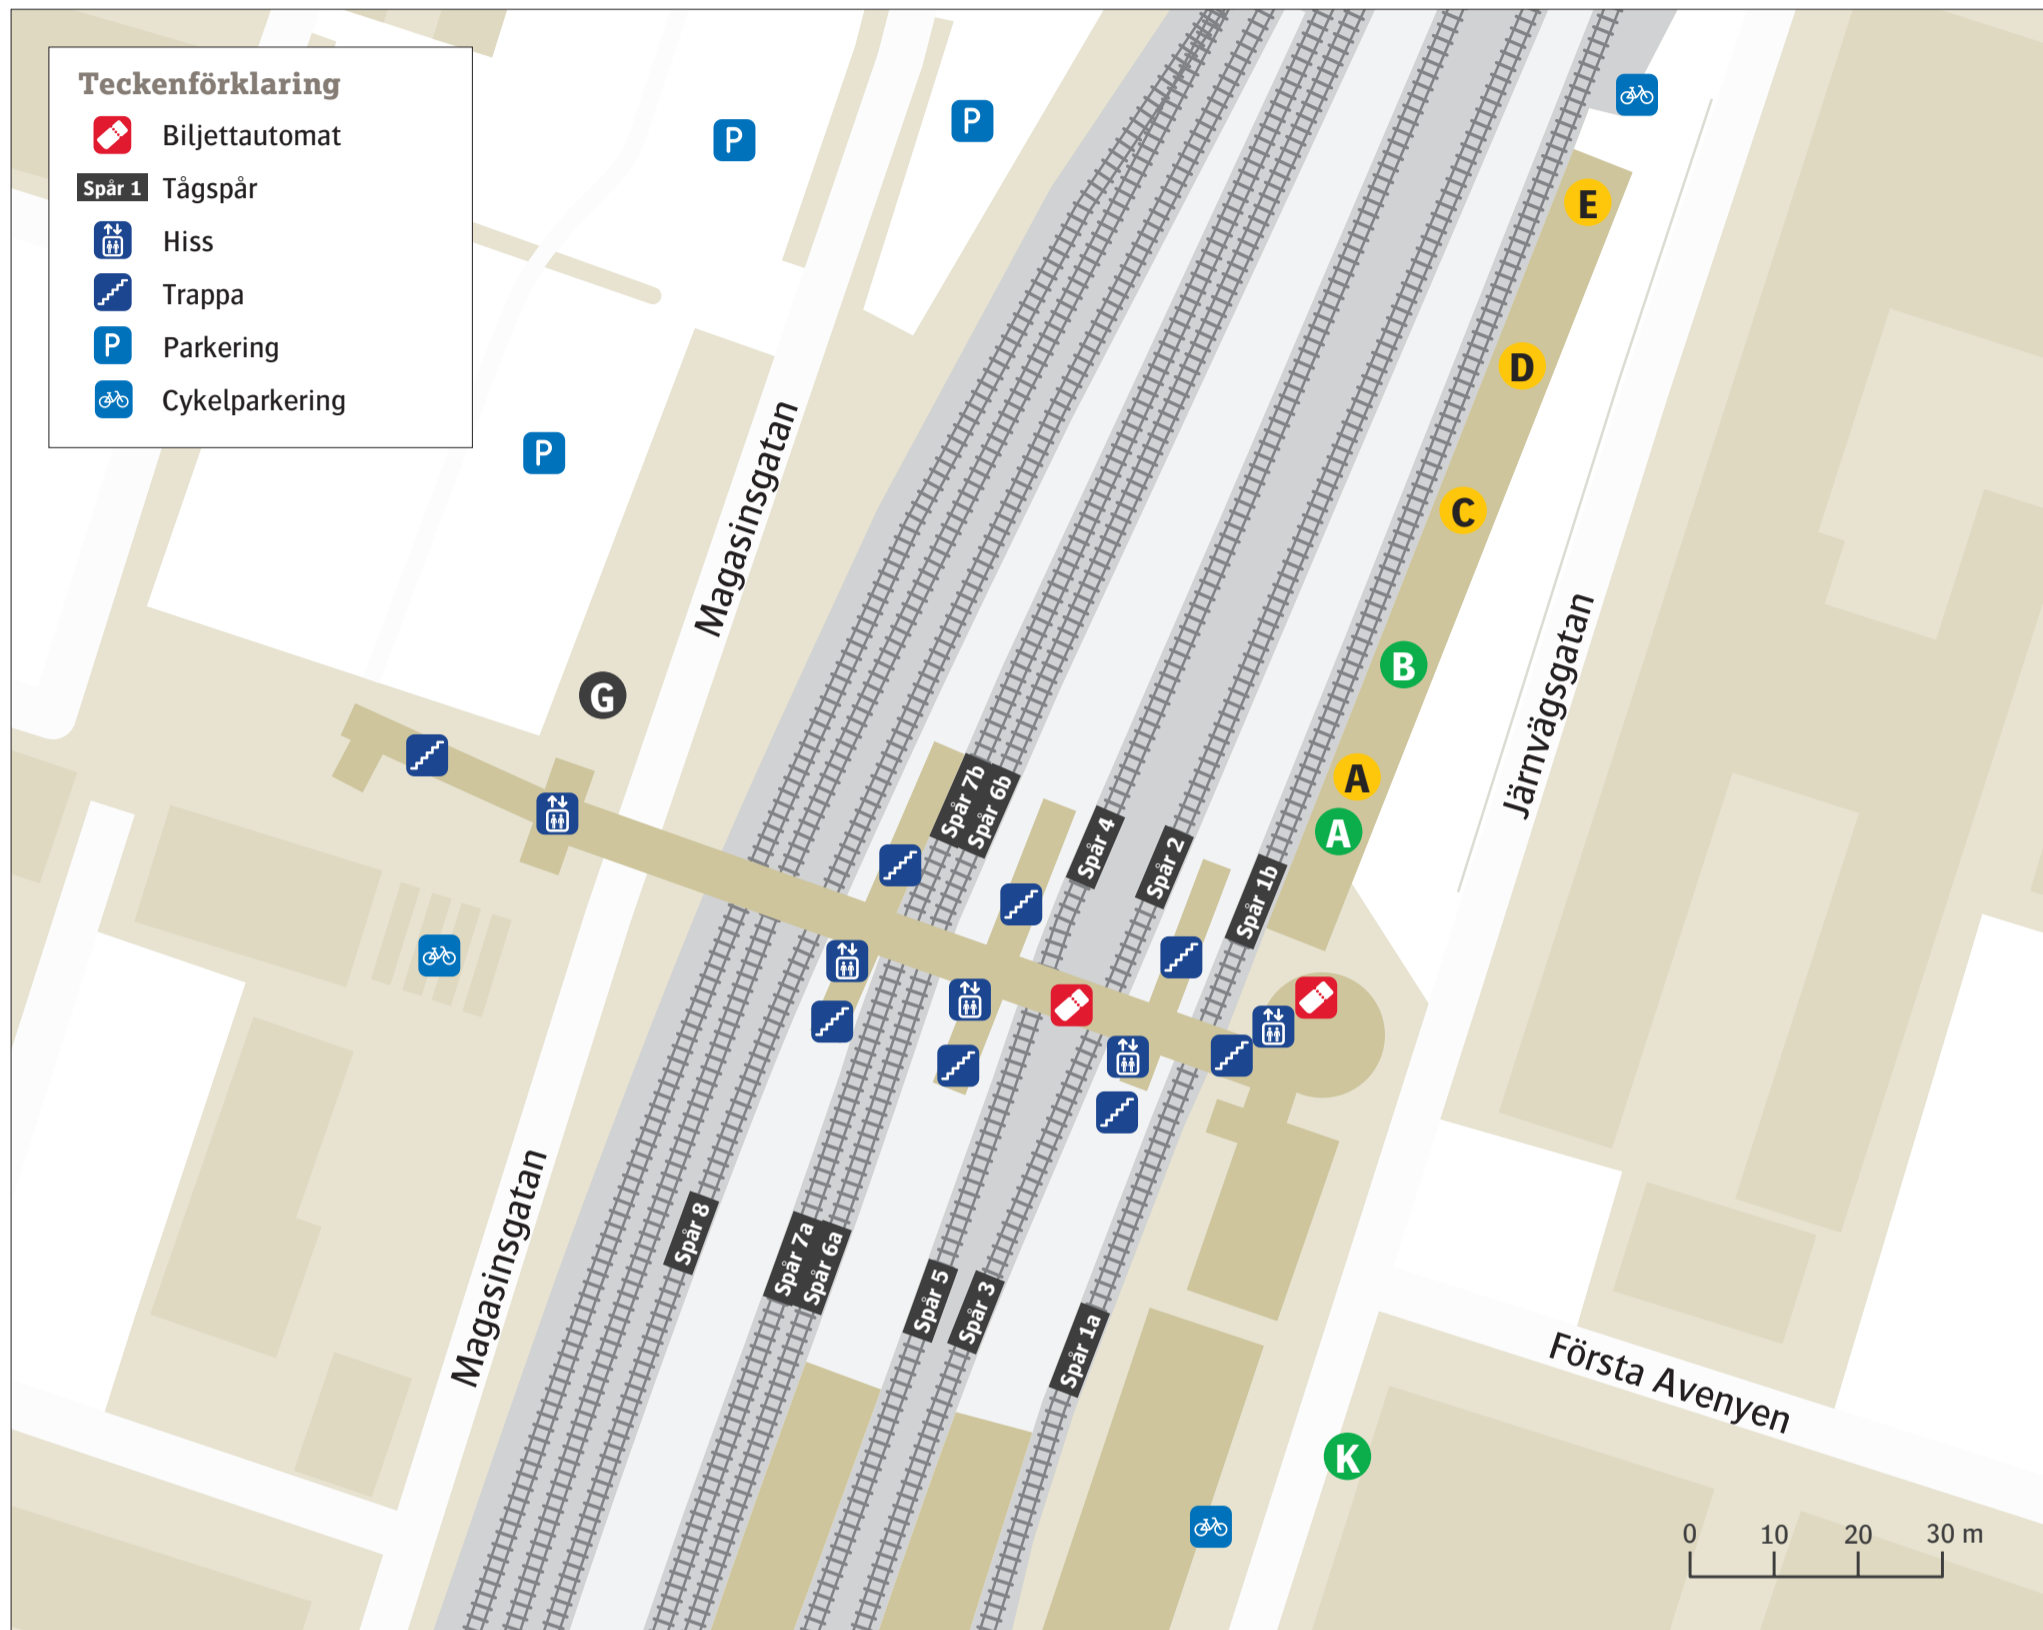 Teckenförklaring
Biljettautomat
Spår 1 Tågspår
Hiss
Trappa
P Parkering
Cykelparkering
P
P
P
E
D
C
B
A
A
G
K
Magasinsgatan
Järnvägsgatan
Spår 7b
Spår 6b
Spår 4
Spår 2
Spår 1b
Magasinsgatan
Spår 8
Spår 7a
Spår 6a
Spår 5
Spår 3
Spår 1a
Första Avenyen
0 10 20 30 m